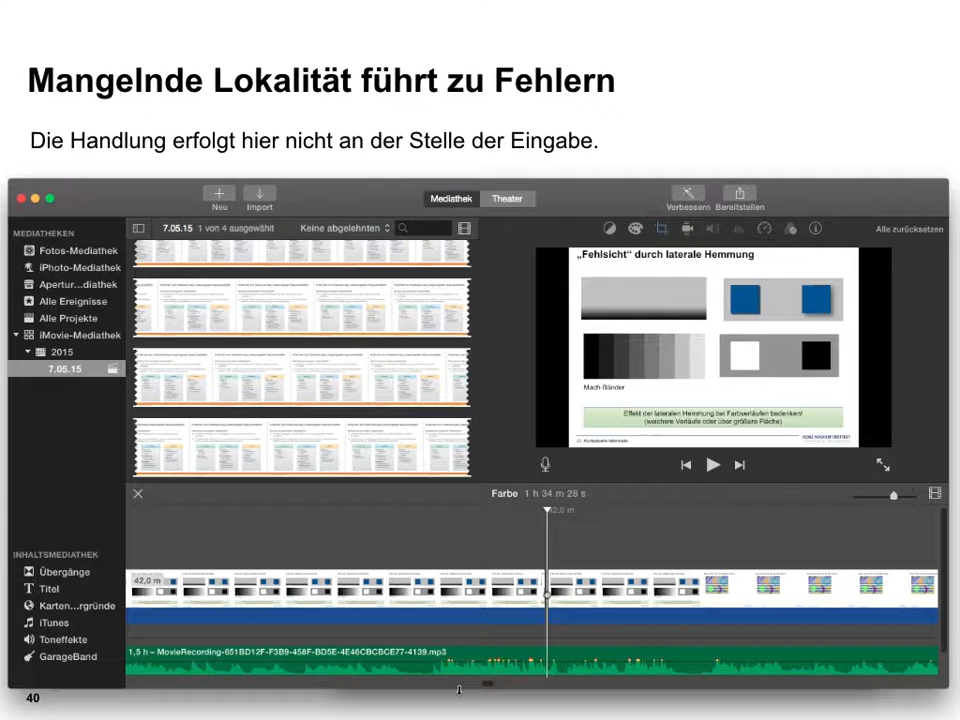 Mangelnde Lokalität führt zu Fehlern
Die Handlung erfolgt hier nicht an der Stelle der Eingabe.
Neu
Import
Mediathek
Theater
Verbessern
Bereitstellen
MEDIATHEKEN
7.05.15 1 von 4 ausgewählt
Keine abgelehnten
Alle zurücksetzen
Fotos-Mediathek
iPhoto-Mediathek
Apertur...diathek
Alle Ereignisse
Alle Projekte
iMovie-Mediathek
2015
7.05.15
„Fehlsicht“ durch laterale Hemmung
Mach-Bänder
Effekt der lateralen Hemmung bei Farbverläufen bedenken!
(weichere Verläufe oder über größere Fläche)
Farbe 1 h 34 m 28 s
42,0 m
42,0 m
INHALTSMEDIATHEK
Übergänge
Titel
Karten...rgründe
iTunes
Toneffekte
GarageBand
1,5 h – MovieRecording-651BD12F-F3B9-458F-BD5E-4E46CBCBCE77-4139.mp3
40